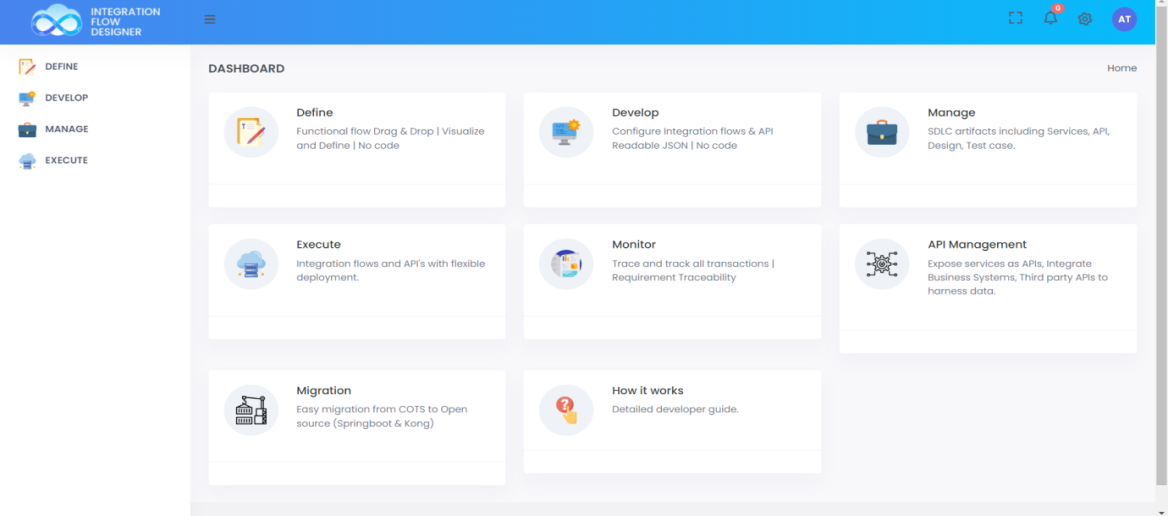 INTEGRATION
FLOW
DESIGNER
0
AT
DEFINE
DEVELOP
MANAGE
EXECUTE
DASHBOARD
Home
Define
Functional flow Drag & Drop | Visualize
and Define | No code
Develop
Configure Integration flows & API
Readable JSON | No code
Manage
SDLC artifacts including Services, API,
Design, Test case.
Execute
Integration flows and API's with flexible
deployment.
Monitor
Trace and track all transactions |
Requirement Traceability
API Management
Expose services as APIs, Integrate
Business Systems, Third party APIs to
harness data.
Migration
Easy migration from COTS to Open
source (Springboot & Kong)
How it works
Detailed developer guide.